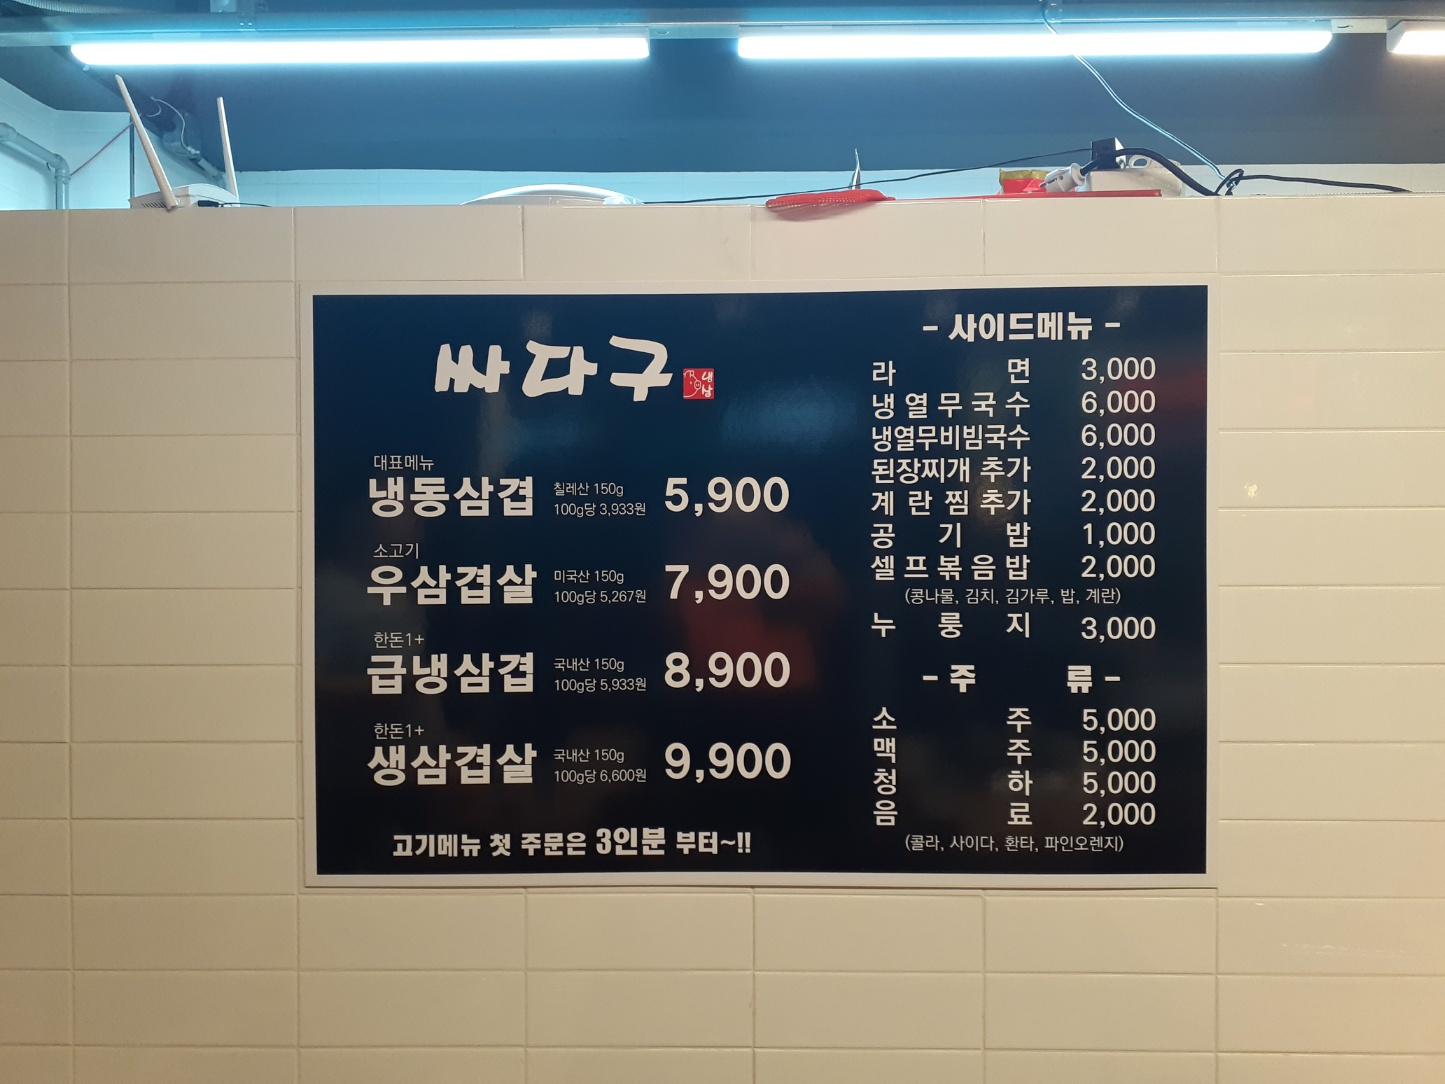 싸다구 냉삼
대표메뉴
냉동삼겹 칠레산 150g 100g당 3,933원 5,900
소고기
우삼겹살 미국산 150g 100g당 5,267원 7,900
한돈1+
급냉삼겹 국내산 150g 100g당 5,933원 8,900
한돈1+
생삼겹살 국내산 150g 100g당 6,600원 9,900
고기메뉴 첫 주문은 3인분 부터~!!
- 사이드메뉴 -
라면 3,000
냉열무국수 6,000
냉열무비빔국수 6,000
된장찌개 추가 2,000
계란찜 추가 2,000
공기밥 1,000
셀프볶음밥 2,000
(콩나물, 김치, 김가루, 밥, 계란)
누룽지 3,000
- 주류 -
소주 5,000
맥주 5,000
청하 5,000
음료 2,000
(콜라, 사이다, 환타, 파인오렌지)